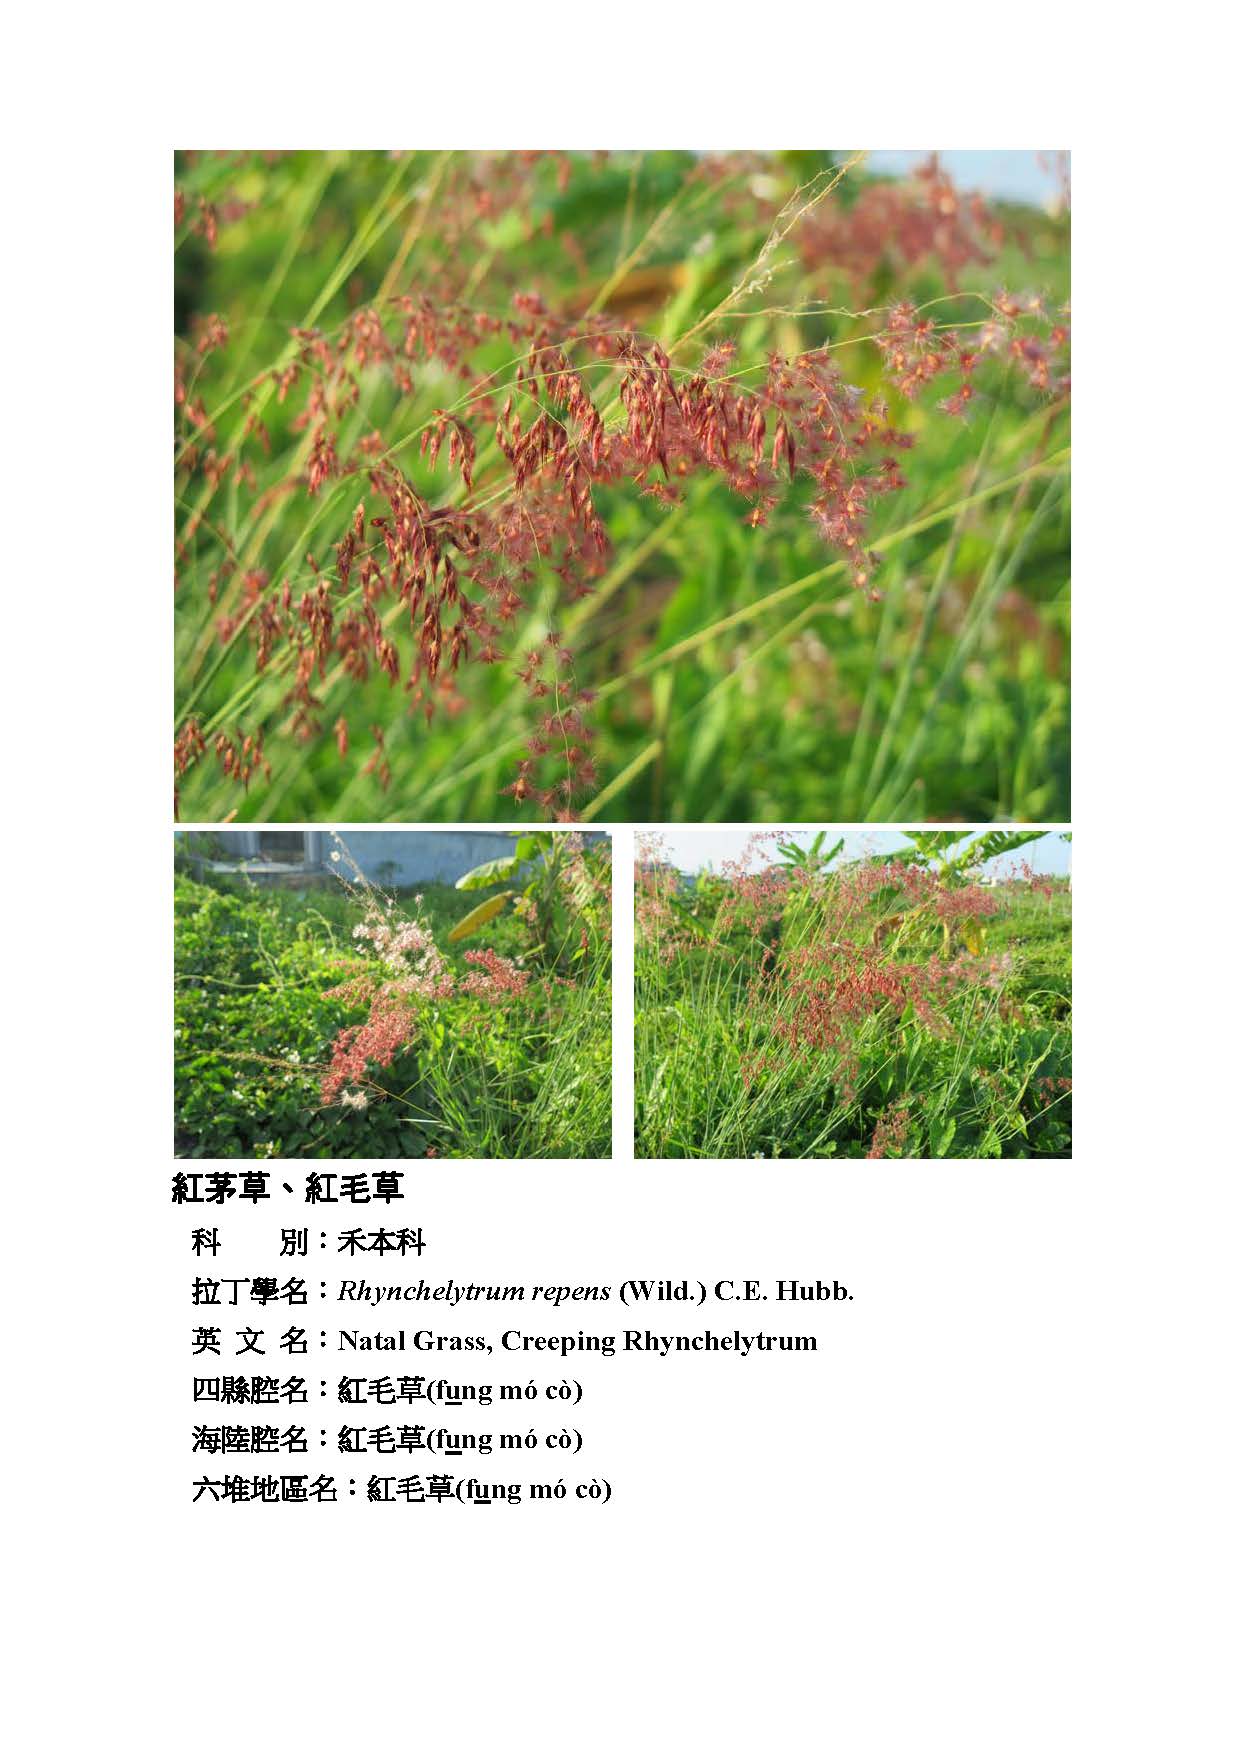 紅茅草、紅毛草
科　　別：禾本科
拉丁學名：Rhynchelytrum repens (Wild.) C.E. Hubb.
英 文 名：Natal Grass, Creeping Rhynchelytrum
四縣腔名：紅毛草(fung mó cò)
海陸腔名：紅毛草(fung mó cò)
六堆地區名：紅毛草(fung mó cò)